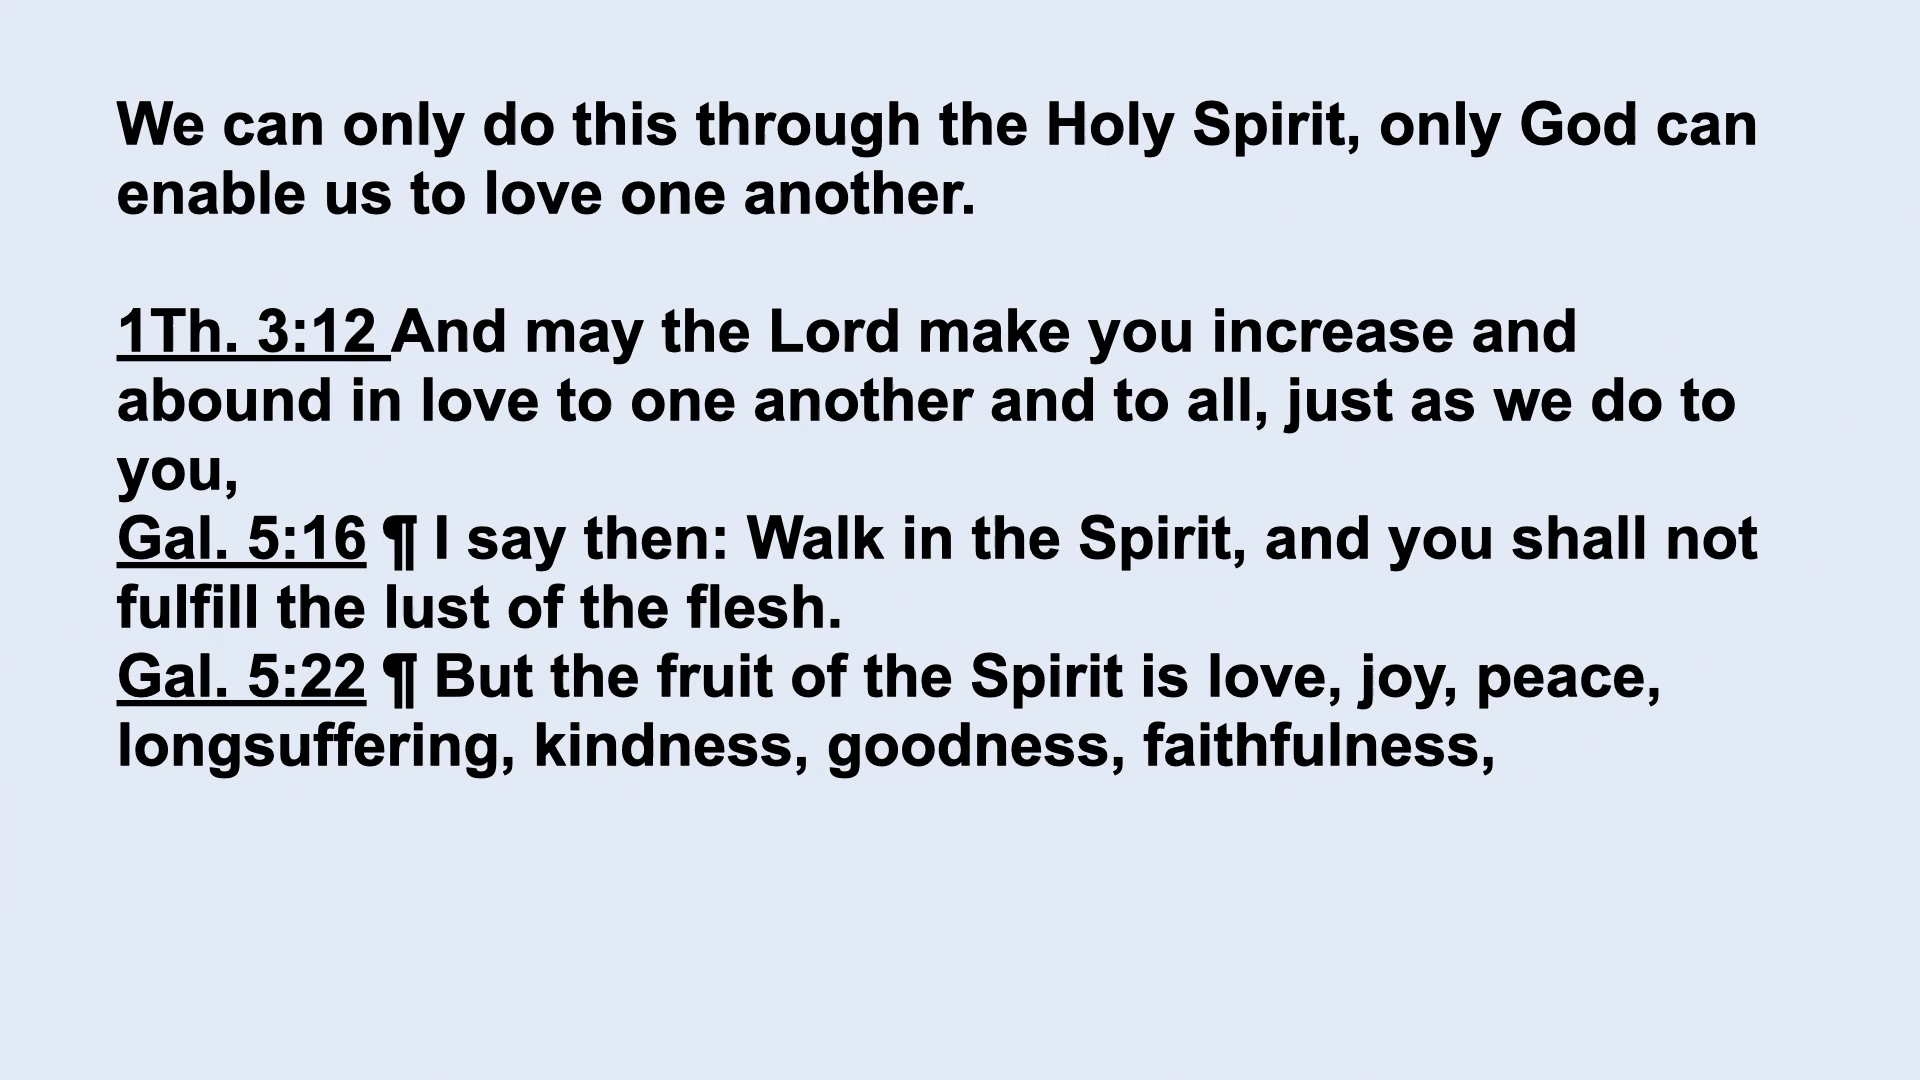 We can only do this through the Holy Spirit, only God can
enable us to love one another.
1Th. 3:12 And may the Lord make you increase and
abound in love to one another and to all, just as we do to
you,
Gal. 5:16 ¶ I say then: Walk in the Spirit, and you shall not
fulfill the lust of the flesh.
Gal. 5:22 ¶ But the fruit of the Spirit is love, joy, peace,
longsuffering, kindness, goodness, faithfulness,